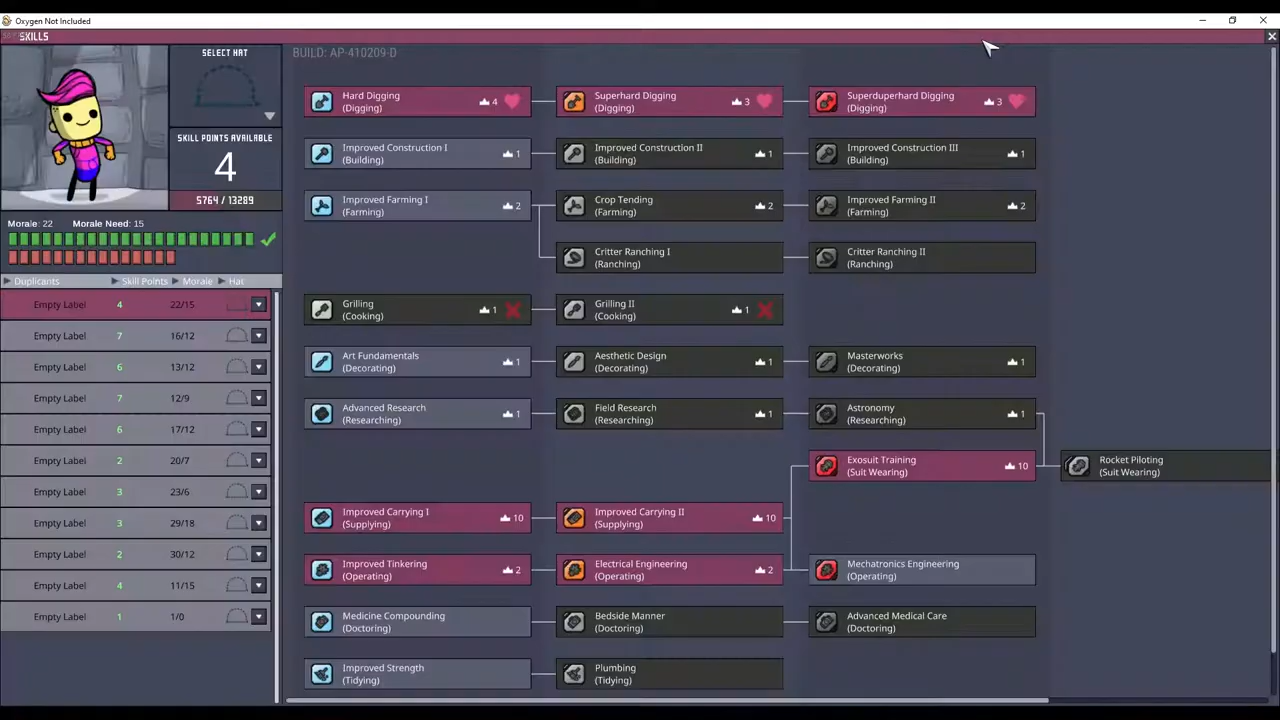 Oxygen Not Included
SKILLS
BUILD: AP-410209-D
SELECT HAT
SKILL POINTS AVAILABLE
4
5764 / 13289
Morale: 22 Morale Need: 15
Duplicants Skill Points Morale Hat
Empty Label 4 22/15
Empty Label 7 16/12
Empty Label 6 13/12
Empty Label 7 12/9
Empty Label 6 17/12
Empty Label 2 20/7
Empty Label 3 23/6
Empty Label 3 29/18
Empty Label 2 30/12
Empty Label 4 11/15
Empty Label 1 1/0
Hard Digging
(Digging)
4
Superhard Digging
(Digging)
3
Superduperhard Digging
(Digging)
3
Improved Construction I
(Building)
1
Improved Construction II
(Building)
1
Improved Construction III
(Building)
1
Improved Farming I
(Farming)
2
Crop Tending
(Farming)
2
Improved Farming II
(Farming)
2
Critter Ranching I
(Ranching)
Critter Ranching II
(Ranching)
Grilling
(Cooking)
1
Grilling II
(Cooking)
1
Art Fundamentals
(Decorating)
1
Aesthetic Design
(Decorating)
1
Masterworks
(Decorating)
1
Advanced Research
(Researching)
1
Field Research
(Researching)
1
Astronomy
(Researching)
1
Exosuit Training
(Suit Wearing)
10
Rocket Piloting
(Suit Wearing)
Improved Carrying I
(Supplying)
10
Improved Carrying II
(Supplying)
10
Improved Tinkering
(Operating)
2
Electrical Engineering
(Operating)
2
Mechatronics Engineering
(Operating)
Medicine Compounding
(Doctoring)
Bedside Manner
(Doctoring)
Advanced Medical Care
(Doctoring)
Improved Strength
(Tidying)
Plumbing
(Tidying)